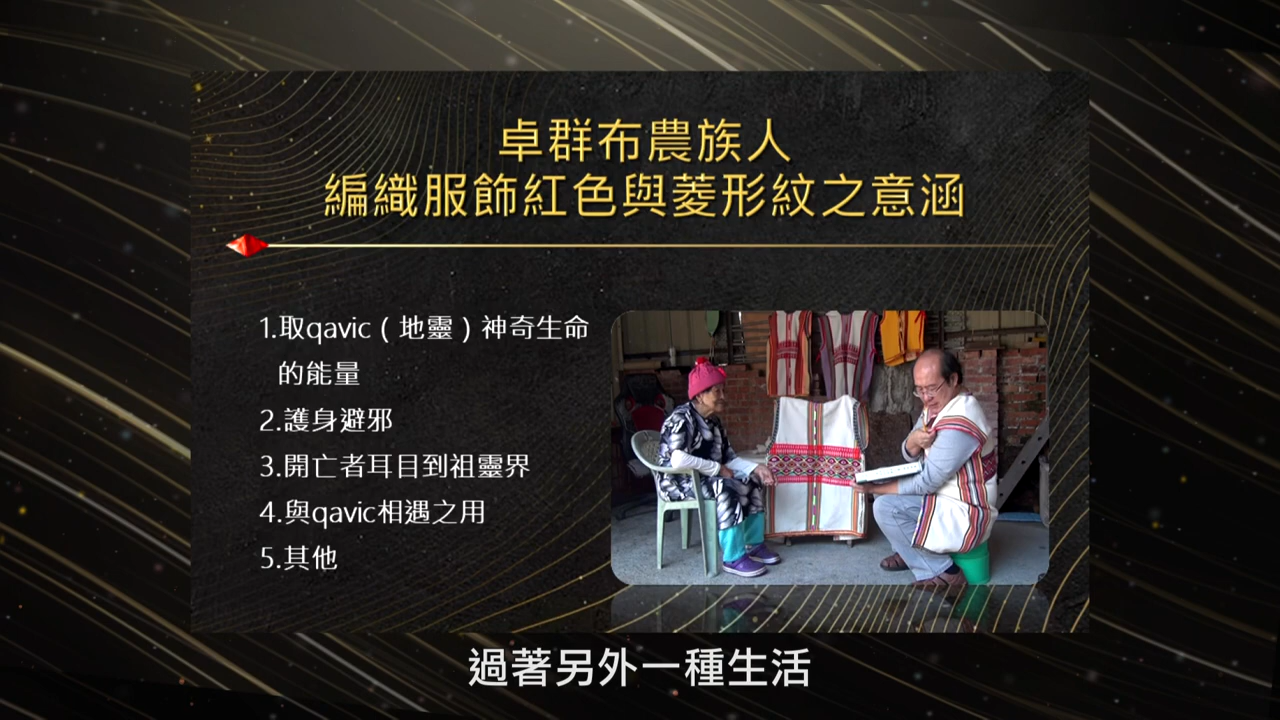 卓群布農族人
編織服飾紅色與菱形紋之意涵
1.取qavic（地靈）神奇生命
的能量
2.護身避邪
3.開亡者耳目到祖靈界
4.與qavic相遇之用
5.其他
過著另外一種生活